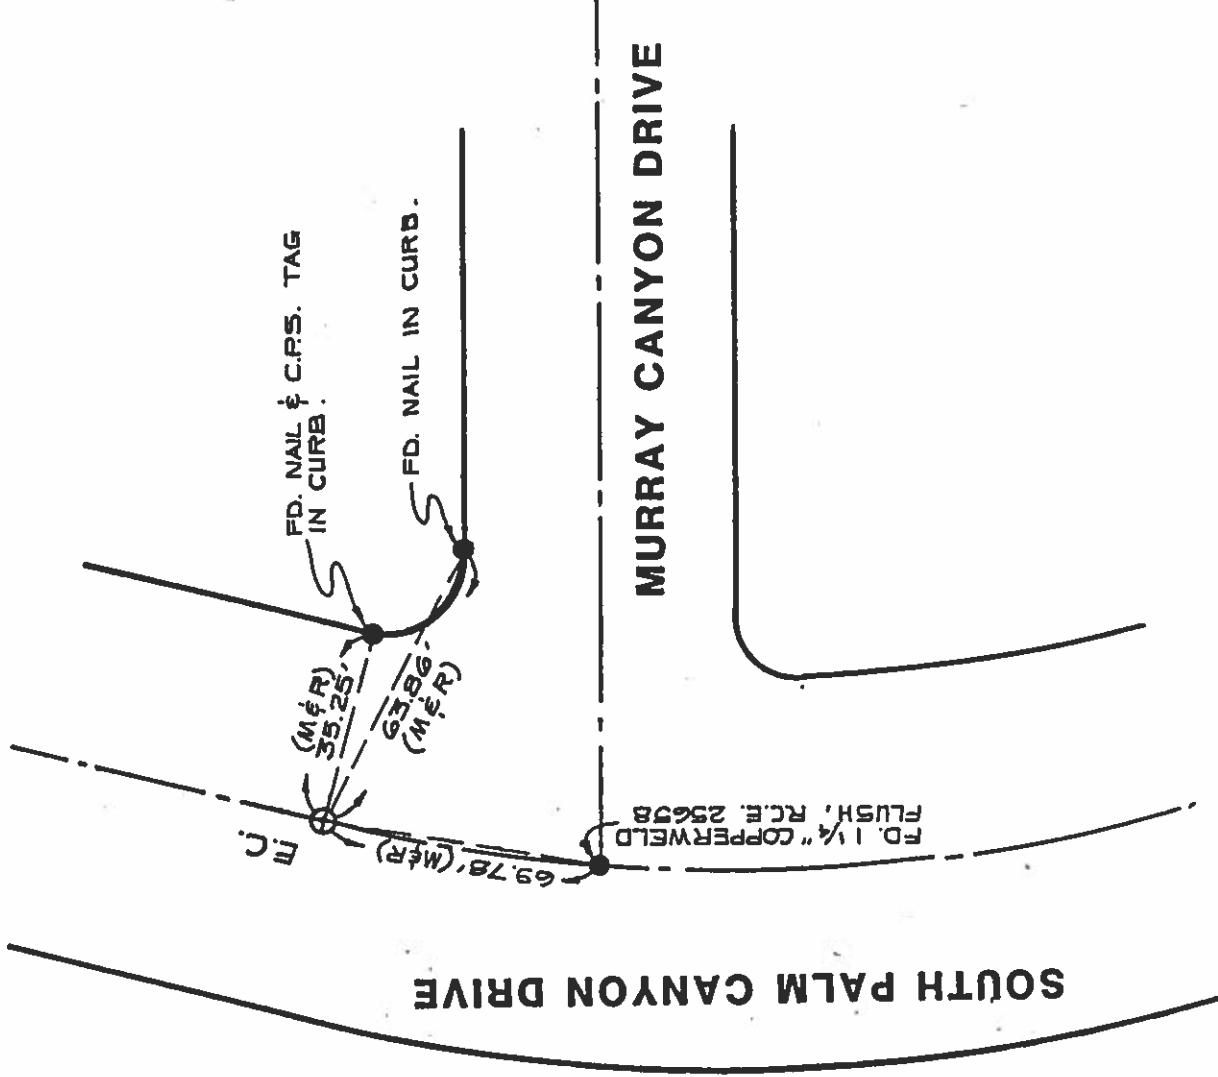 FD. NAIL & C.P.S. TAG
IN CURB.
FD. NAIL IN CURB.
MURRAY CANYON DRIVE
(M&R)
35.25'
63.86'
(M&R)
E.C.
69.78' (M&R)
FD. 1 1/4" COPPERWELD
FLUSH, R.C.E. 25658
SOUTH PALM CANYON DRIVE